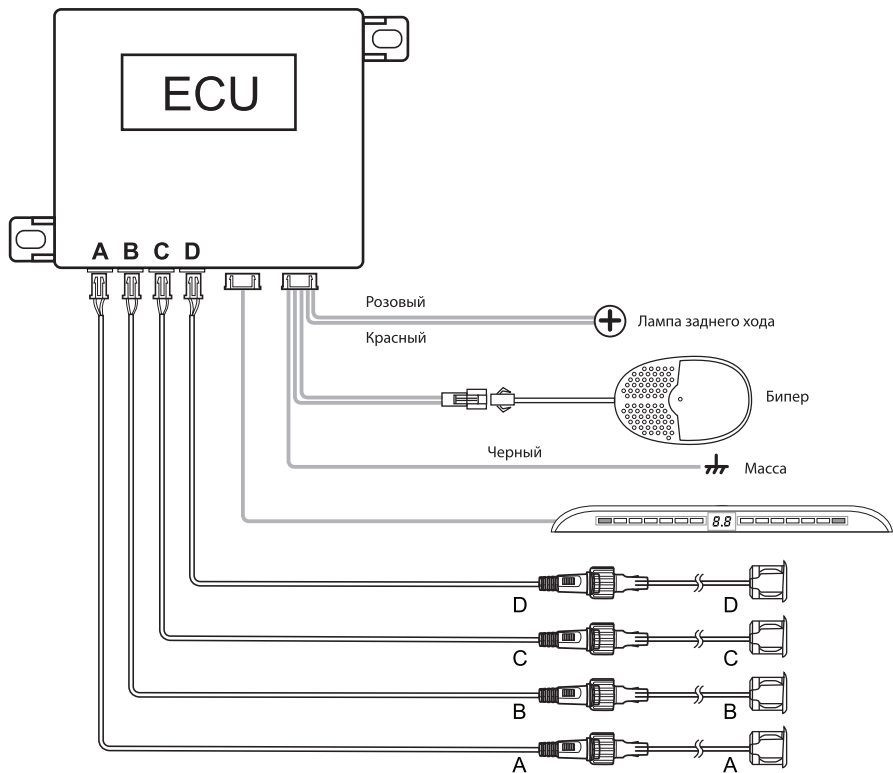 ECU
A B C D
Розовый
Лампа заднего хода
Красный
Бипер
Черный
Масса
8.8
D D
C C
B B
A A